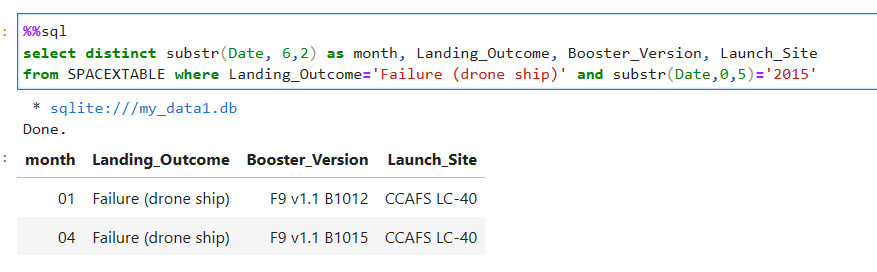 :
%%sql
select distinct substr(Date, 6,2) as month, Landing_Outcome, Booster_Version, Launch_Site
from SPACEXTABLE where Landing_Outcome='Failure (drone ship)' and substr(Date,0,5)='2015'
* sqlite:///my_data1.db
Done.
:
month Landing_Outcome Booster_Version Launch_Site
01 Failure (drone ship) F9 v1.1 B1012 CCAFS LC-40
04 Failure (drone ship) F9 v1.1 B1015 CCAFS LC-40